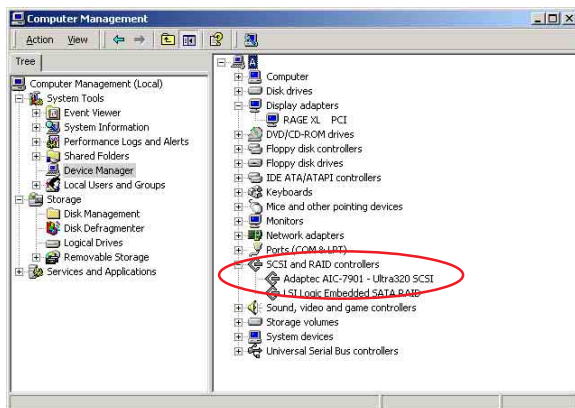 Computer Management
Action View
Tree
Computer Management (Local)
System Tools
Event Viewer
System Information
Performance Logs and Alerts
Shared Folders
Device Manager
Local Users and Groups
Storage
Disk Management
Disk Defragmenter
Logical Drives
Removable Storage
Services and Applications
A
Computer
Disk drives
Display adapters
RAGE XL PCI
DVD/CD-ROM drives
Floppy disk controllers
Floppy disk drives
IDE ATA/ATAPI controllers
Keyboards
Mice and other pointing devices
Monitors
Network adapters
Ports (COM & LPT)
SCSI and RAID controllers
Adaptec AIC-7901 - Ultra320 SCSI
LSI Logic Embedded SATA RAID
Sound, video and game controllers
Storage volumes
System devices
Universal Serial Bus controllers